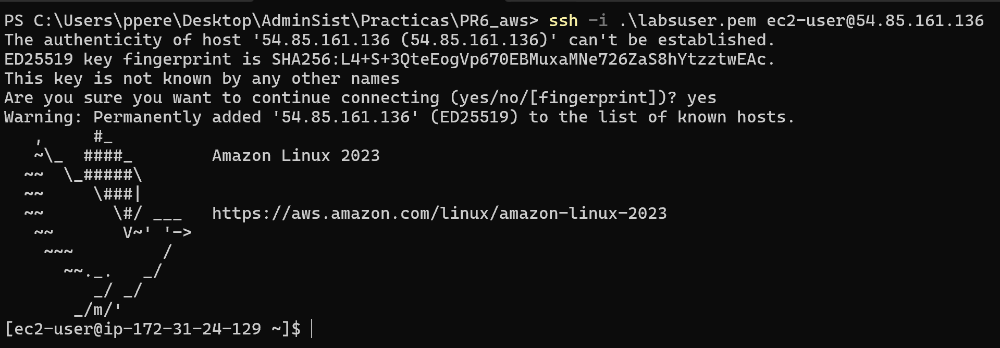 PS C:\Users\ppere\Desktop\AdminSist\Practicas\PR6_aws> ssh -i .\labsuser.pem ec2-user@54.85.161.136
The authenticity of host '54.85.161.136 (54.85.161.136)' can't be established.
ED25519 key fingerprint is SHA256:L4+S+3QteEogVp670EBMuxaMNe726ZaS8hYtzztwEAc.
This key is not known by any other names
Are you sure you want to continue connecting (yes/no/[fingerprint])? yes
Warning: Permanently added '54.85.161.136' (ED25519) to the list of known hosts.
   ,     #_
   ~\_  ####_        Amazon Linux 2023
  ~~  \_#####\
  ~~     \###|
  ~~       \#/ ___   https://aws.amazon.com/linux/amazon-linux-2023
   ~~       V~' '->
    ~~~         /
      ~~._.   _/
         _/ _/
       _/m/'
[ec2-user@ip-172-31-24-129 ~]$